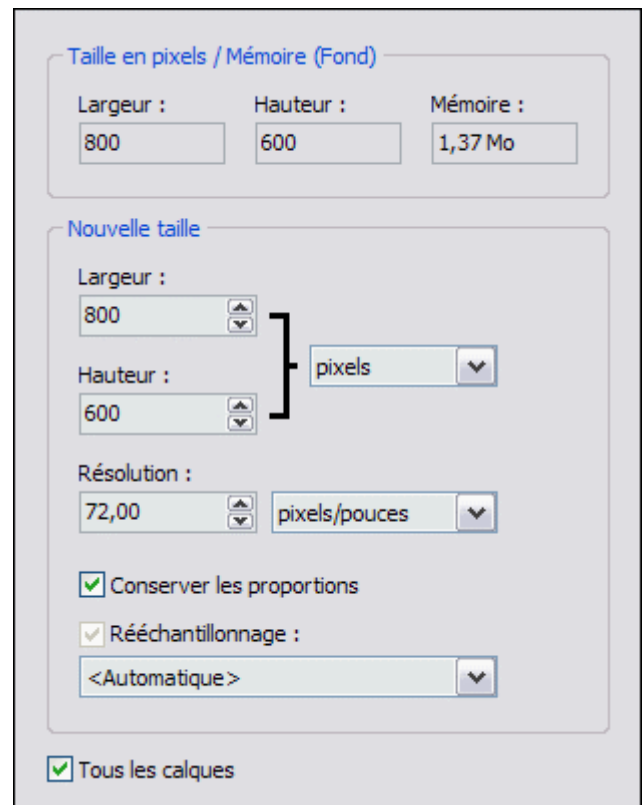 Taille en pixels / Mémoire (Fond)
Largeur : Hauteur : Mémoire :
800 600 1,37 Mo
Nouvelle taille
Largeur :
800
pixels
Hauteur :
600
Résolution :
72,00 pixels/pouces
Conserver les proportions
Rééchantillonnage :
<Automatique>
Tous les calques